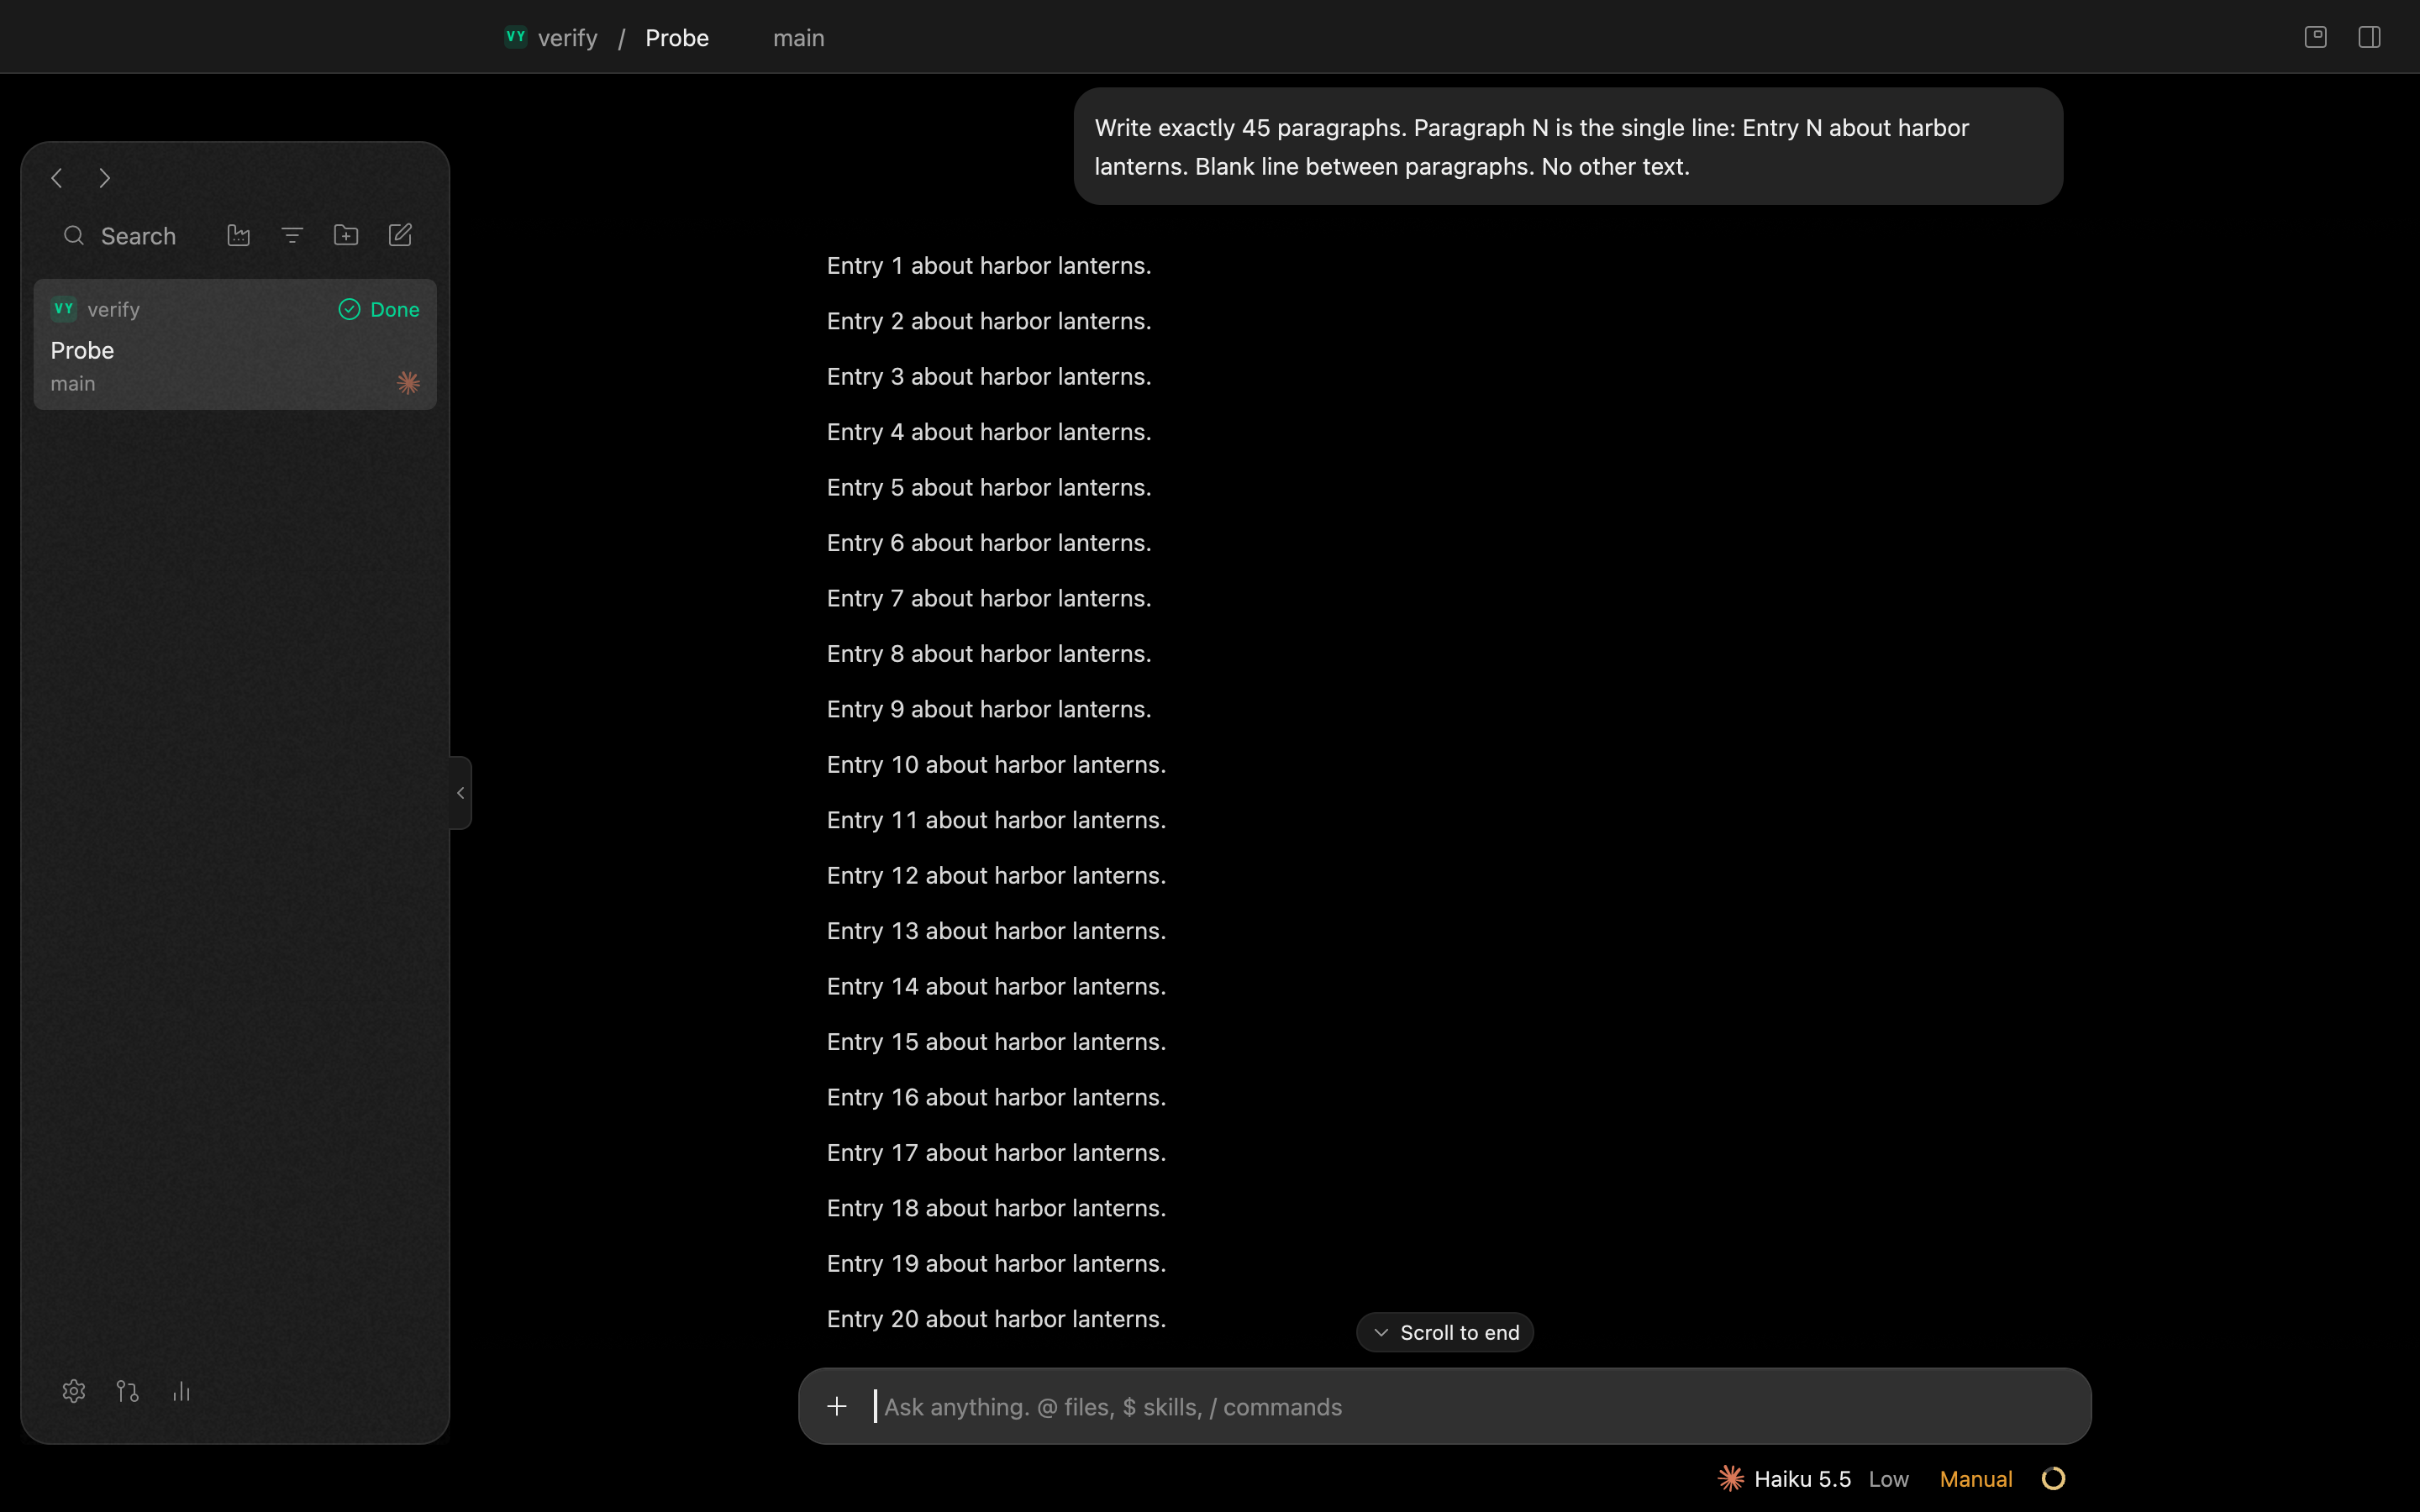 VY verify / Probe main
Write exactly 45 paragraphs. Paragraph N is the single line: Entry N about harbor
lanterns. Blank line between paragraphs. No other text.
Search
VY verify Done
Probe
main
Entry 1 about harbor lanterns.
Entry 2 about harbor lanterns.
Entry 3 about harbor lanterns.
Entry 4 about harbor lanterns.
Entry 5 about harbor lanterns.
Entry 6 about harbor lanterns.
Entry 7 about harbor lanterns.
Entry 8 about harbor lanterns.
Entry 9 about harbor lanterns.
Entry 10 about harbor lanterns.
Entry 11 about harbor lanterns.
Entry 12 about harbor lanterns.
Entry 13 about harbor lanterns.
Entry 14 about harbor lanterns.
Entry 15 about harbor lanterns.
Entry 16 about harbor lanterns.
Entry 17 about harbor lanterns.
Entry 18 about harbor lanterns.
Entry 19 about harbor lanterns.
Entry 20 about harbor lanterns.
Scroll to end
Ask anything. @ files, $ skills, / commands
Haiku 5.5 Low Manual